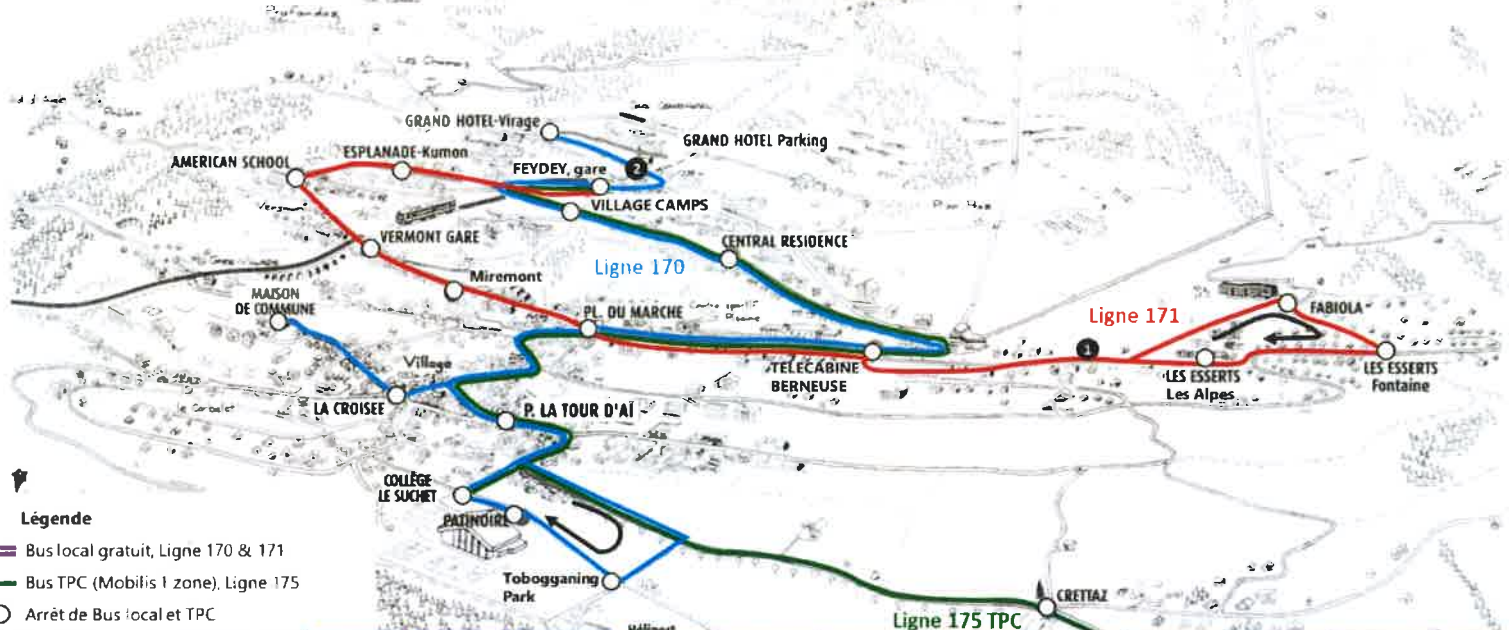 GRAND HOTEL-Virage
GRAND HOTEL Parking
ESPLANADE-Kumon
AMERICAN SCHOOL
FEYDEY, gare
2
VILLAGE CAMPS
VERMONT GARE
CENTRAL RESIDENCE
Ligne 170
Miremont
MAISON
DE COMMUNE
PL. DU MARCHE
Ligne 171
FABIOLA
1
Village
TELECABINE
BERNEUSE
LES ESSERTS
Les Alpes
LES ESSERTS
Fontaine
LA CROISEE
P. LA TOUR D'AÏ
COLLÈGE
LE SUCHET
PATINOIRE
Légende
Bus local gratuit, Ligne 170 & 171
Bus TPC (Mobilis 1 zone), Ligne 175
Arrêt de Bus local et TPC
Tobogganing
Park
CRETTAZ
Ligne 175 TPC